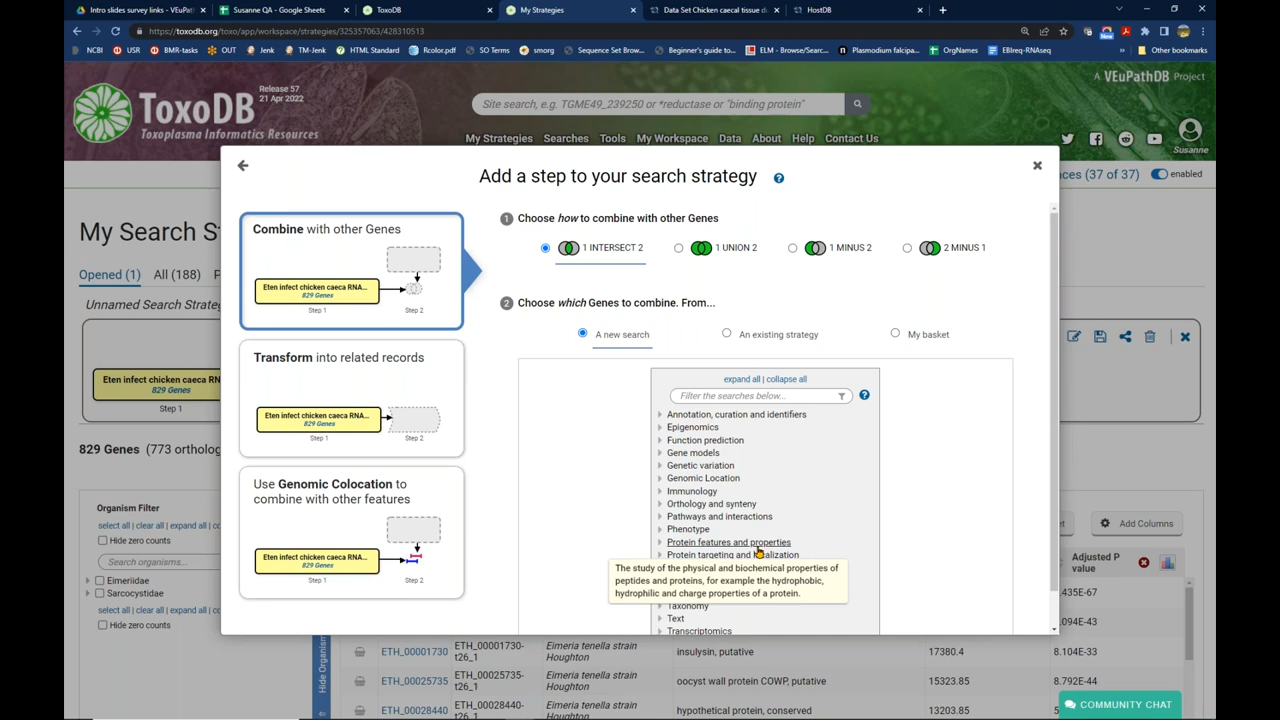 Intro slides survey links - VEuPath
Susanne QA - Google Sheets
ToxoDB
My Strategies
Data Set Chicken caecal tissue d
HostDB
https://toxodb.org/toxo/app/workspace/strategies/325357063/428310513
NCBI
USR
BMR-tasks
OUT
Jenk
TM-Jenk
HTML Standard
Rcolor.pdf
SO Terms
smorg
Sequence Set Brow...
Beginner's guide to...
ELM - Browse/Searc...
Plasmodium falcipa...
OrgNames
EBIreq-RNAseq
Other bookmarks
ToxoDB
Release 57
21 Apr 2022
Toxoplasma Informatics Resources
A VEuPathDB Project
Site search, e.g. TGME49_239250 or *reductase or "binding protein"
My Strategies Searches Tools My Workspace Data About Help Contact Us
Susanne
(37 of 37)
enabled
My Search
Opened (1) All (188)
Unnamed Search Strate
Eten infect chicken caeca RN
829 Genes
Step 1
829 Genes (773 ortholog
Organism Filter
select all | clear all | expand all | co
Hide zero counts
Search organisms...
Eimeriidae
Sarcocystidae
select all | clear all | expand all | co
Hide zero counts
Hide Organis
Add a step to your search strategy
Combine with other Genes
Eten infect chicken caeca RNA...
829 Genes
Step 1
Step 2
Transform into related records
Eten infect chicken caeca RNA...
829 Genes
Step 1
Step 2
Use Genomic Colocation to
combine with other features
Eten infect chicken caeca RNA...
829 Genes
Step 1
Step 2
1 Choose how to combine with other Genes
1 INTERSECT 2
1 UNION 2
1 MINUS 2
2 MINUS 1
2 Choose which Genes to combine. From...
A new search
An existing strategy
My basket
expand all | collapse all
Filter the searches below...
Annotation, curation and identifiers
Epigenomics
Function prediction
Gene models
Genetic variation
Genomic Location
Immunology
Orthology and synteny
Pathways and interactions
Phenotype
Protein features and properties
Protein targeting and localization
The study of the physical and biochemical properties of
peptides and proteins, for example the hydrophobic,
hydrophilic and charge properties of a protein.
Taxonomy
Text
Transcriptomics
Add Columns
Adjusted P
value
435E-67
094E-43
ETH_00001730 ETH_00001730-t26_1 Eimeria tenella strain Houghton insulysin, putative 17380.4 8.104E-33
ETH_00025735 ETH_00025735-t26_1 Eimeria tenella strain Houghton oocyst wall protein COWP, putative 15323.85 8.792E-44
ETH_00028440 ETH_00028440-t26_1 Eimeria tenella strain Houghton hypothetical protein, conserved 13203.85
COMMUNITY CHAT